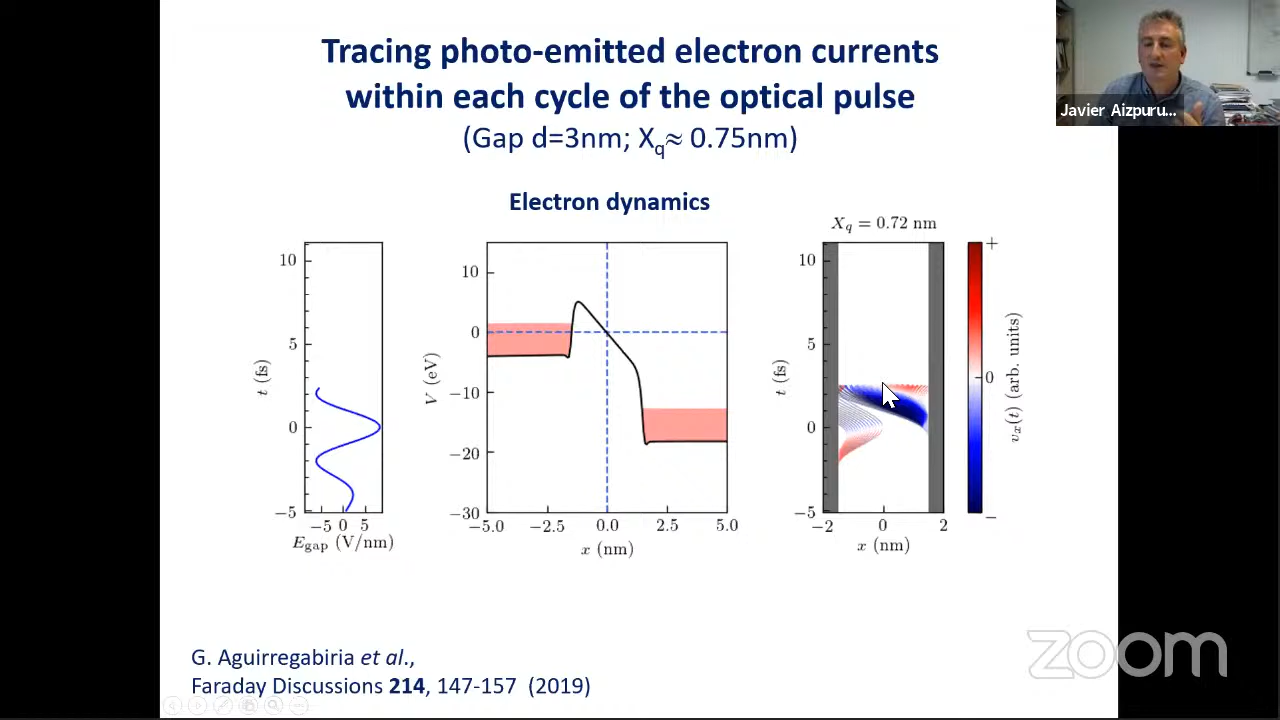 Tracing photo-emitted electron currents
within each cycle of the optical pulse
(Gap d=3nm; Xq≈ 0.75nm)
Javier Aizpuru...
Electron dynamics
10
5
0
−5
t (fs)
−5 0 5
Egap (V/nm)
10
0
−10
−20
−30
V (eV)
−5.0 −2.5 0.0 2.5 5.0
x (nm)
Xq = 0.72 nm
10
5
0
−5
t (fs)
−2 0 2
x (nm)
+
0
−
vx(t) (arb. units)
G. Aguirregabiria et al.,
Faraday Discussions 214, 147-157 (2019)
zoom